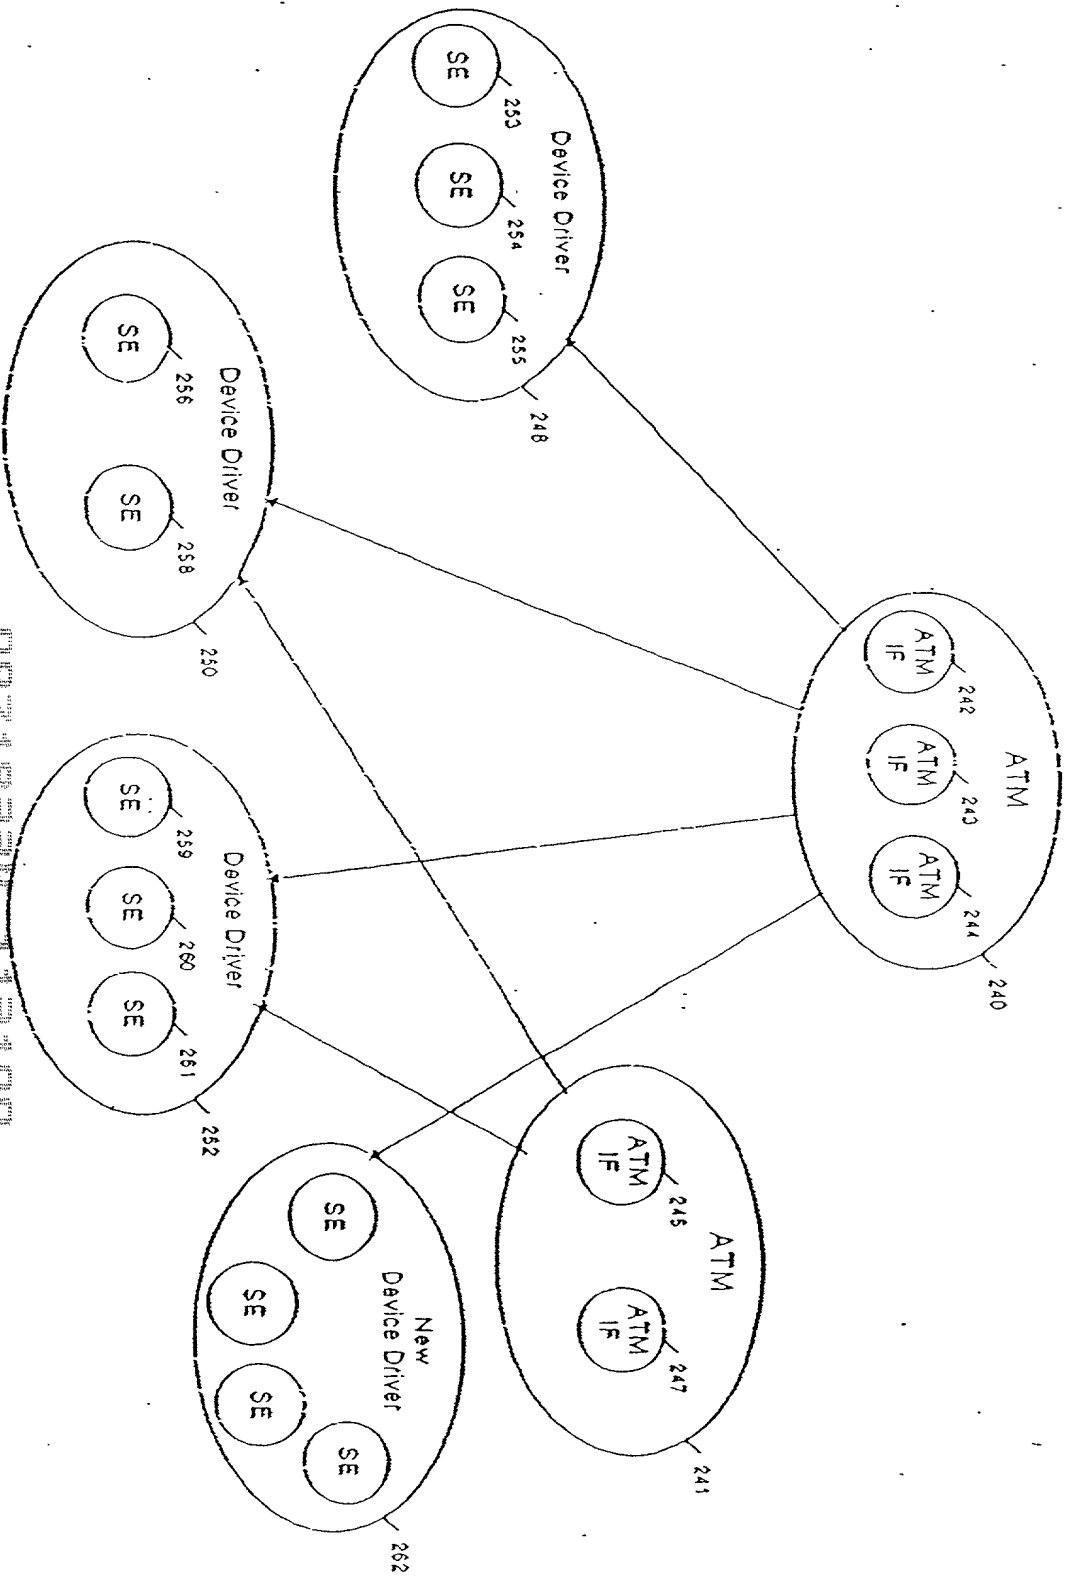 ATM
240
ATM
IF
242
ATM
IF
243
ATM
IF
244
ATM
241
ATM
IF
245
ATM
IF
247
Device Driver
248
SE
253
SE
254
SE
255
Device Driver
250
SE
256
SE
258
Device Driver
252
SE
259
SE
260
SE
261
New
Device Driver
262
SE
SE
SE
SE